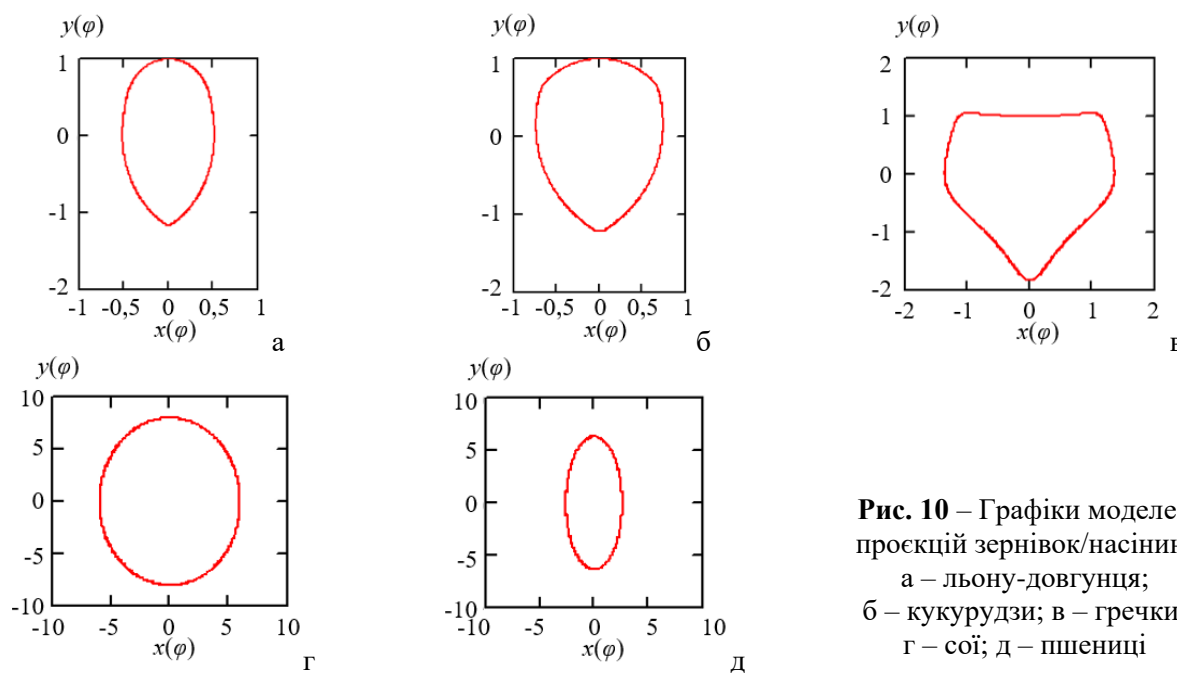 y(φ)
1
0
-1
-2
-1 -0,5 0 0,5 1
x(φ)
а
y(φ)
1
0
-1
-2
-1 -0,5 0 0,5 1
x(φ)
б
y(φ)
2
1
0
-1
-2
-2 -1 0 1 2
x(φ)
в
y(φ)
10
5
0
-5
-10
-10 -5 0 5 10
x(φ)
г
y(φ)
10
5
0
-5
-10
-10 -5 0 5 10
x(φ)
д
Рис. 10 – Графіки моделе
проєкцій зернівок/насінин
а – льону-довгунця;
б – кукурудзи; в – гречки
г – сої; д – пшениці